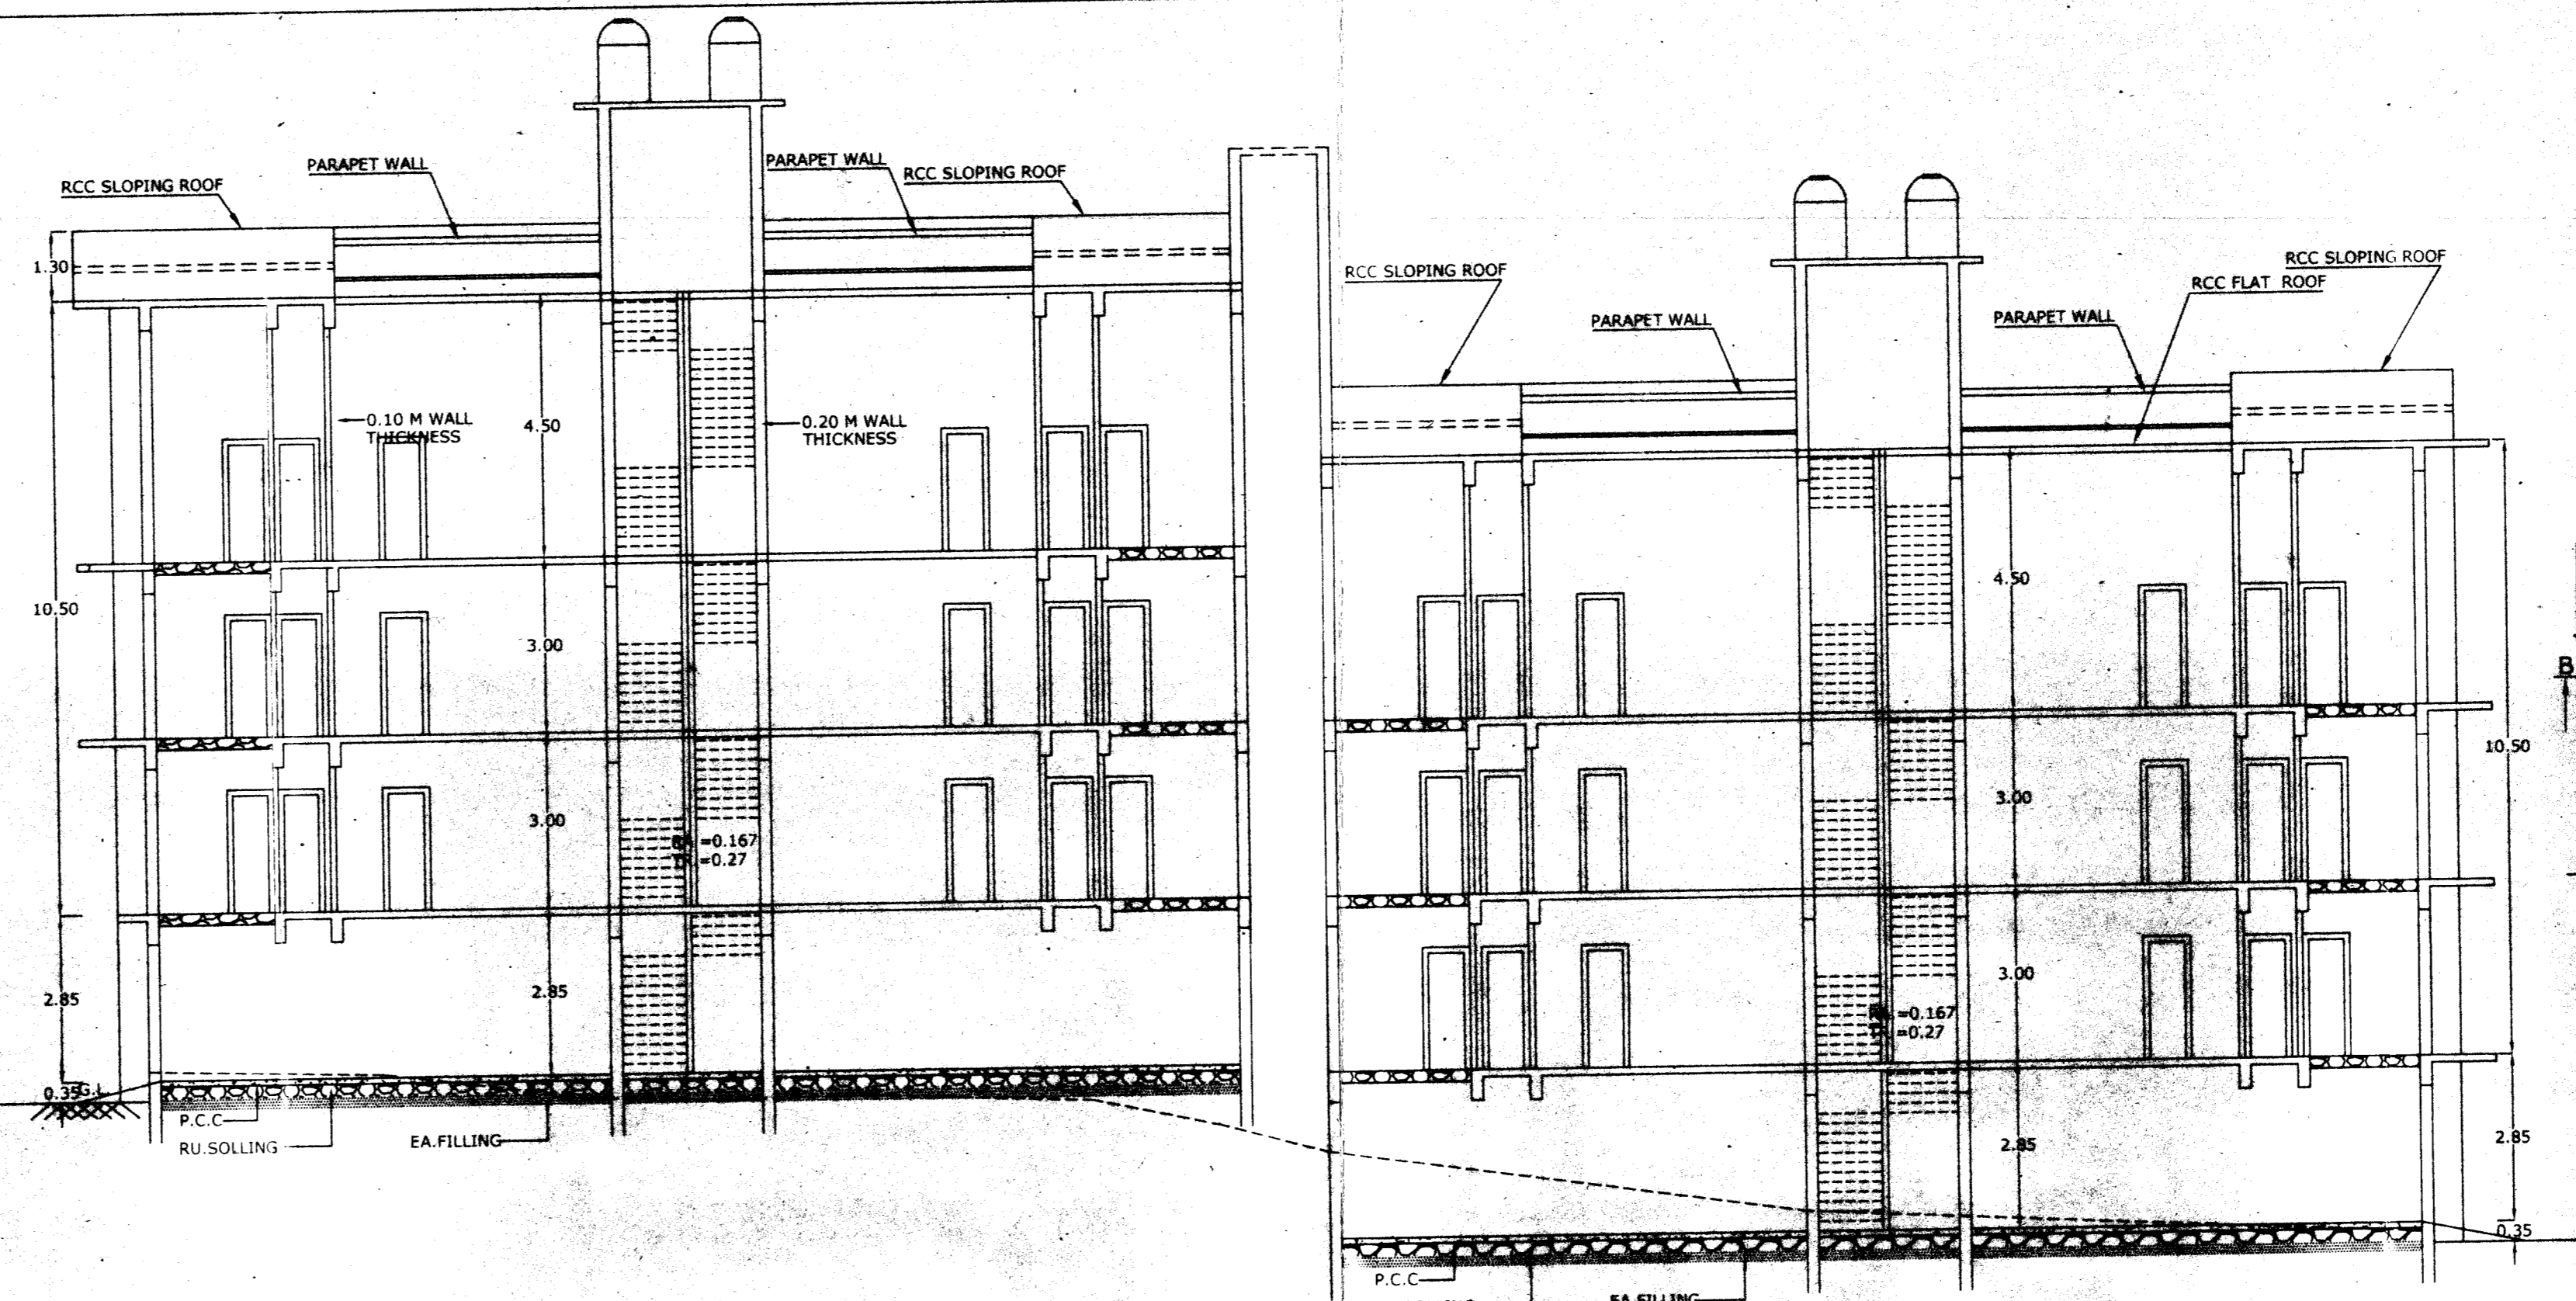 PARAPET WALL
RCC SLOPING ROOF
PARAPET WALL
RCC SLOPING ROOF
1.30
0.10 M WALL
THICKNESS
4.50
0.20 M WALL
THICKNESS
10.50
3.00
3.00
=0.167
=0.27
2.85
2.85
0.35
G.L
P.C.C
RU.SOLLING
EA.FILLING
RCC SLOPING ROOF
RCC SLOPING ROOF
RCC FLAT ROOF
PARAPET WALL
PARAPET WALL
4.50
B
10.50
3.00
3.00
=0.167
=0.27
2.85
2.85
0.35
P.C.C
EA.FILLING